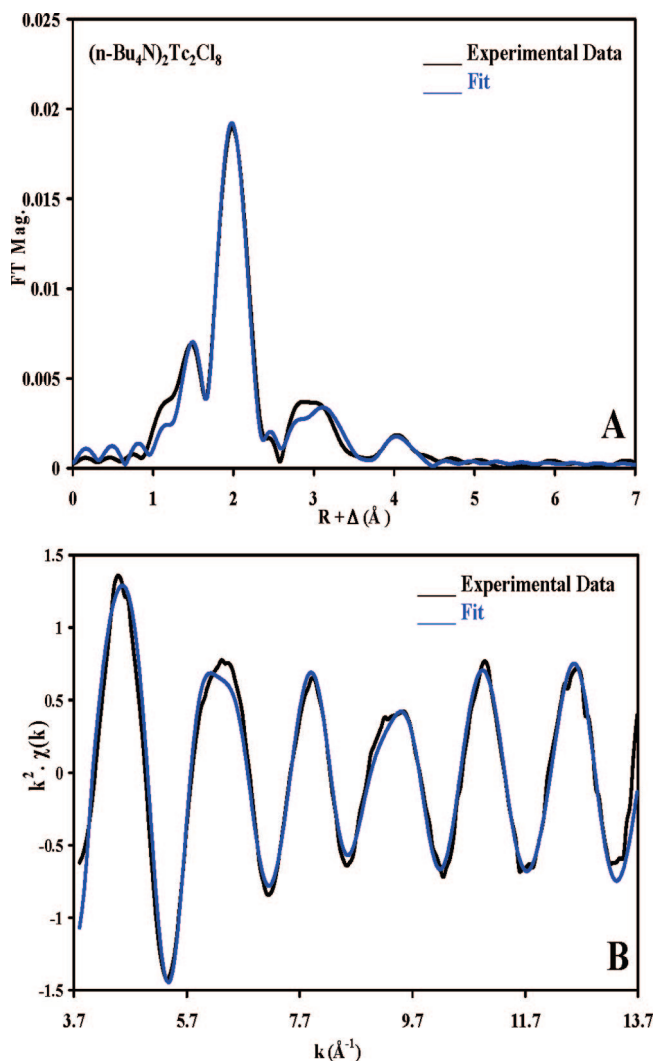 0.025
(n-Bu₄N)₂Tc₂Cl₈
Experimental Data
Fit
0.02
0.015
FT Mag.
0.01
0.005
A
0
0 1 2 3 4 5 6 7
R + Δ (Å)
1.5
Experimental Data
Fit
1
0.5
k². χ(k)
0
-0.5
-1
B
-1.5
3.7 5.7 7.7 9.7 11.7 13.7
k (Å⁻¹)